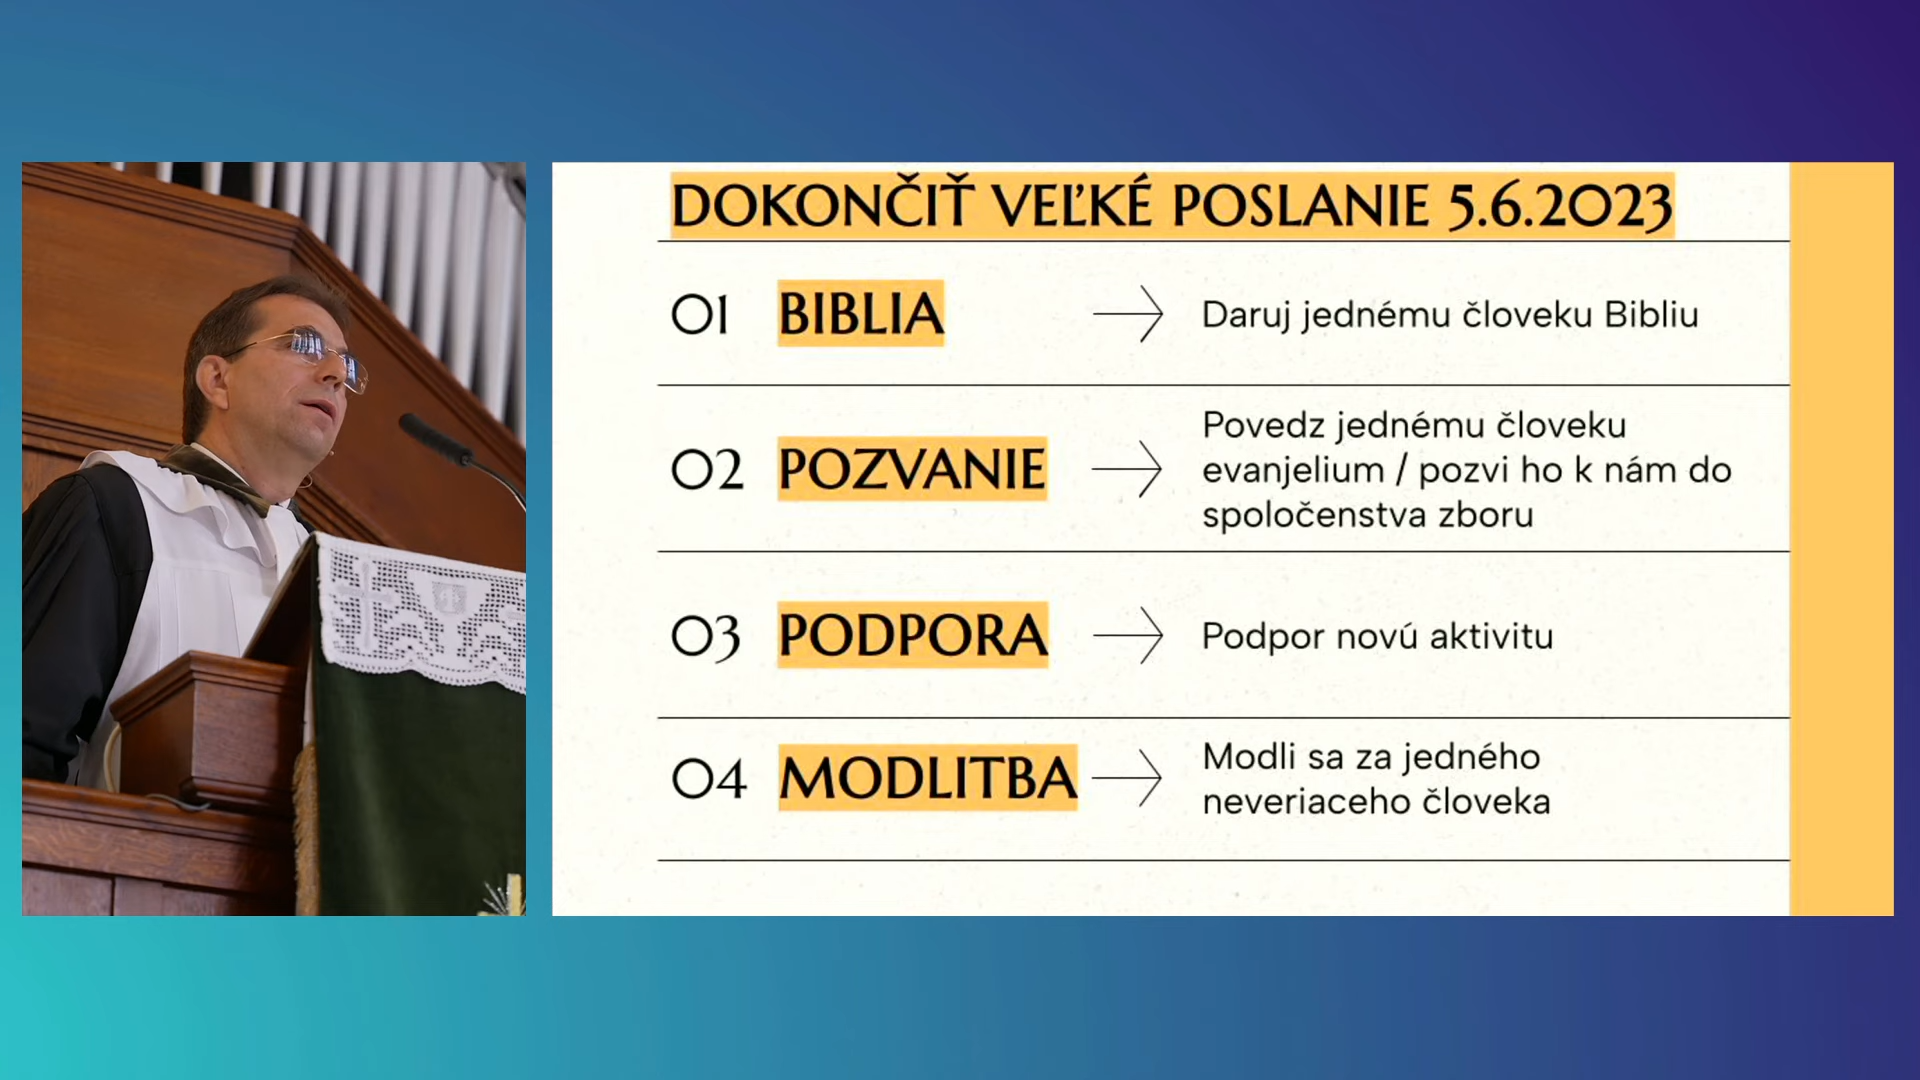 DOKONČIŤ VEĽKÉ POSLANIE 5.6.2023
01 BIBLIA → Daruj jednému človeku Bibliu
02 POZVANIE → Povedz jednému človeku
evanjelium / pozvi ho k nám do
spoločenstva zboru
03 PODPORA → Podpor novú aktivitu
04 MODLITBA → Modli sa za jedného
neveriaceho človeka